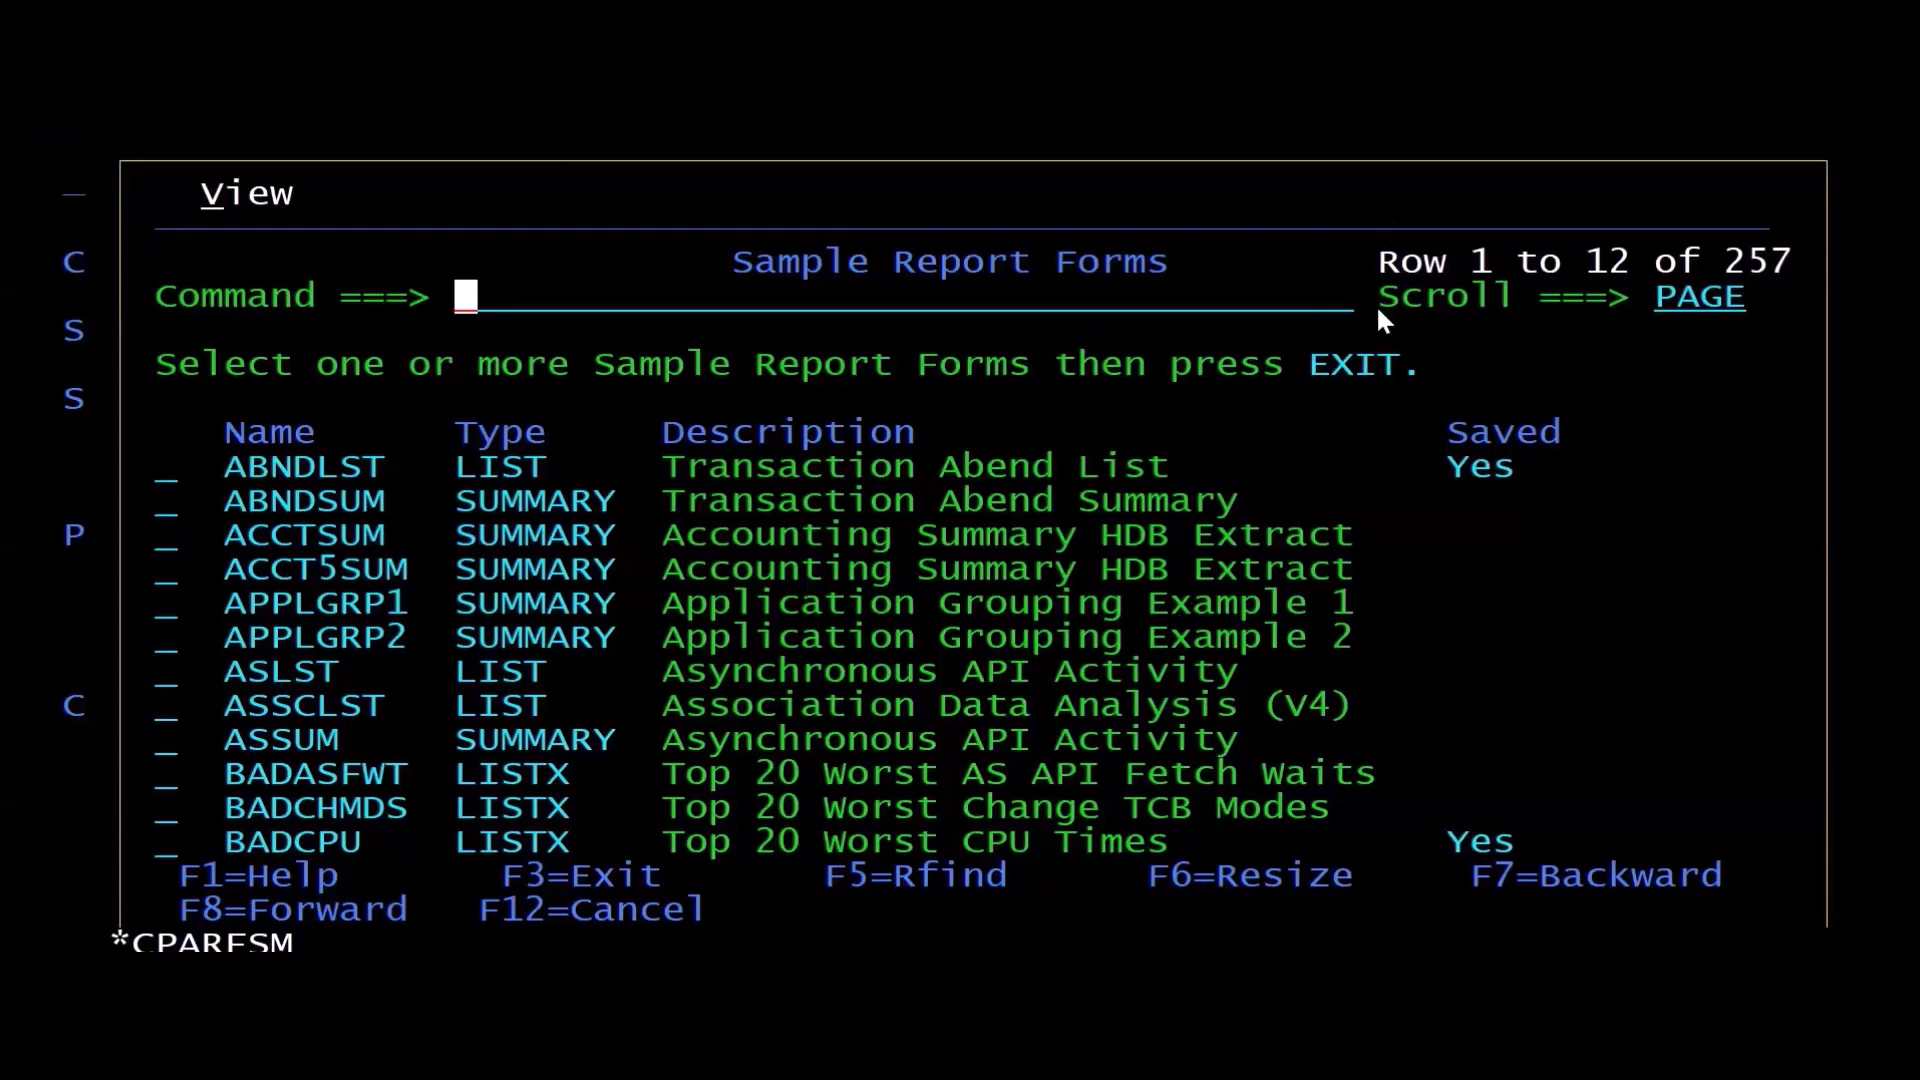 View
Sample Report Forms Row 1 to 12 of 257
C
Command ===> Scroll ===> PAGE
S
Select one or more Sample Report Forms then press EXIT.
S
Name Type Description Saved
_ ABNDLST LIST Transaction Abend List Yes
_ ABNDSUM SUMMARY Transaction Abend Summary
P _ ACCTSUM SUMMARY Accounting Summary HDB Extract
_ ACCT5SUM SUMMARY Accounting Summary HDB Extract
_ APPLGRP1 SUMMARY Application Grouping Example 1
_ APPLGRP2 SUMMARY Application Grouping Example 2
_ ASLST LIST Asynchronous API Activity
C _ ASSCLST LIST Association Data Analysis (V4)
_ ASSUM SUMMARY Asynchronous API Activity
_ BADASFWT LISTX Top 20 Worst AS API Fetch Waits
_ BADCHMDS LISTX Top 20 Worst Change TCB Modes
_ BADCPU LISTX Top 20 Worst CPU Times Yes
F1=Help F3=Exit F5=Rfind F6=Resize F7=Backward
F8=Forward F12=Cancel
*CPARESM